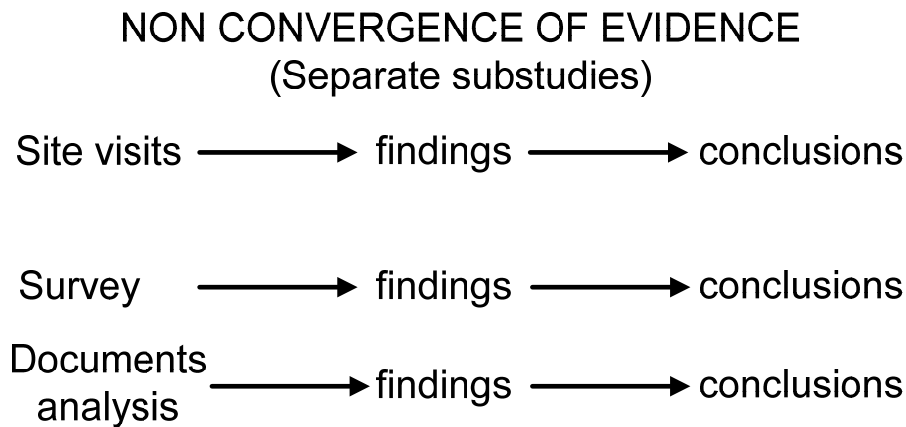 NON CONVERGENCE OF EVIDENCE
(Separate substudies)
Site visits findings conclusions
Survey findings conclusions
Documents
analysis findings conclusions